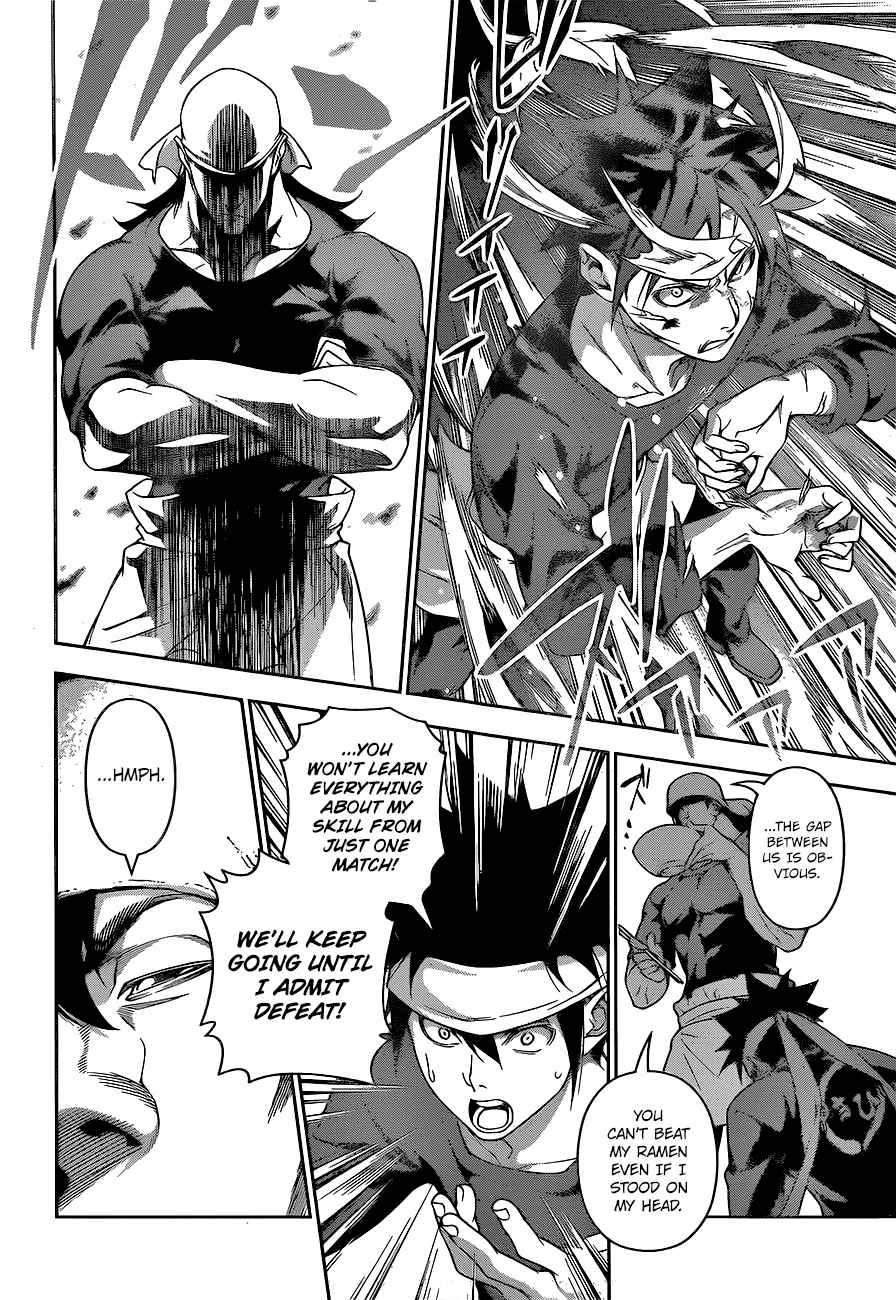 ...THE GAP
BETWEEN
US IS OB-
VIOUS.
YOU
CAN'T BEAT
MY RAMEN
EVEN IF I
STOOD ON
MY HEAD.
...YOU
WON'T LEARN
EVERYTHING
ABOUT MY
SKILL FROM
JUST ONE
MATCH!
WE'LL KEEP
GOING UNTIL
I ADMIT
DEFEAT!
...HMPH.